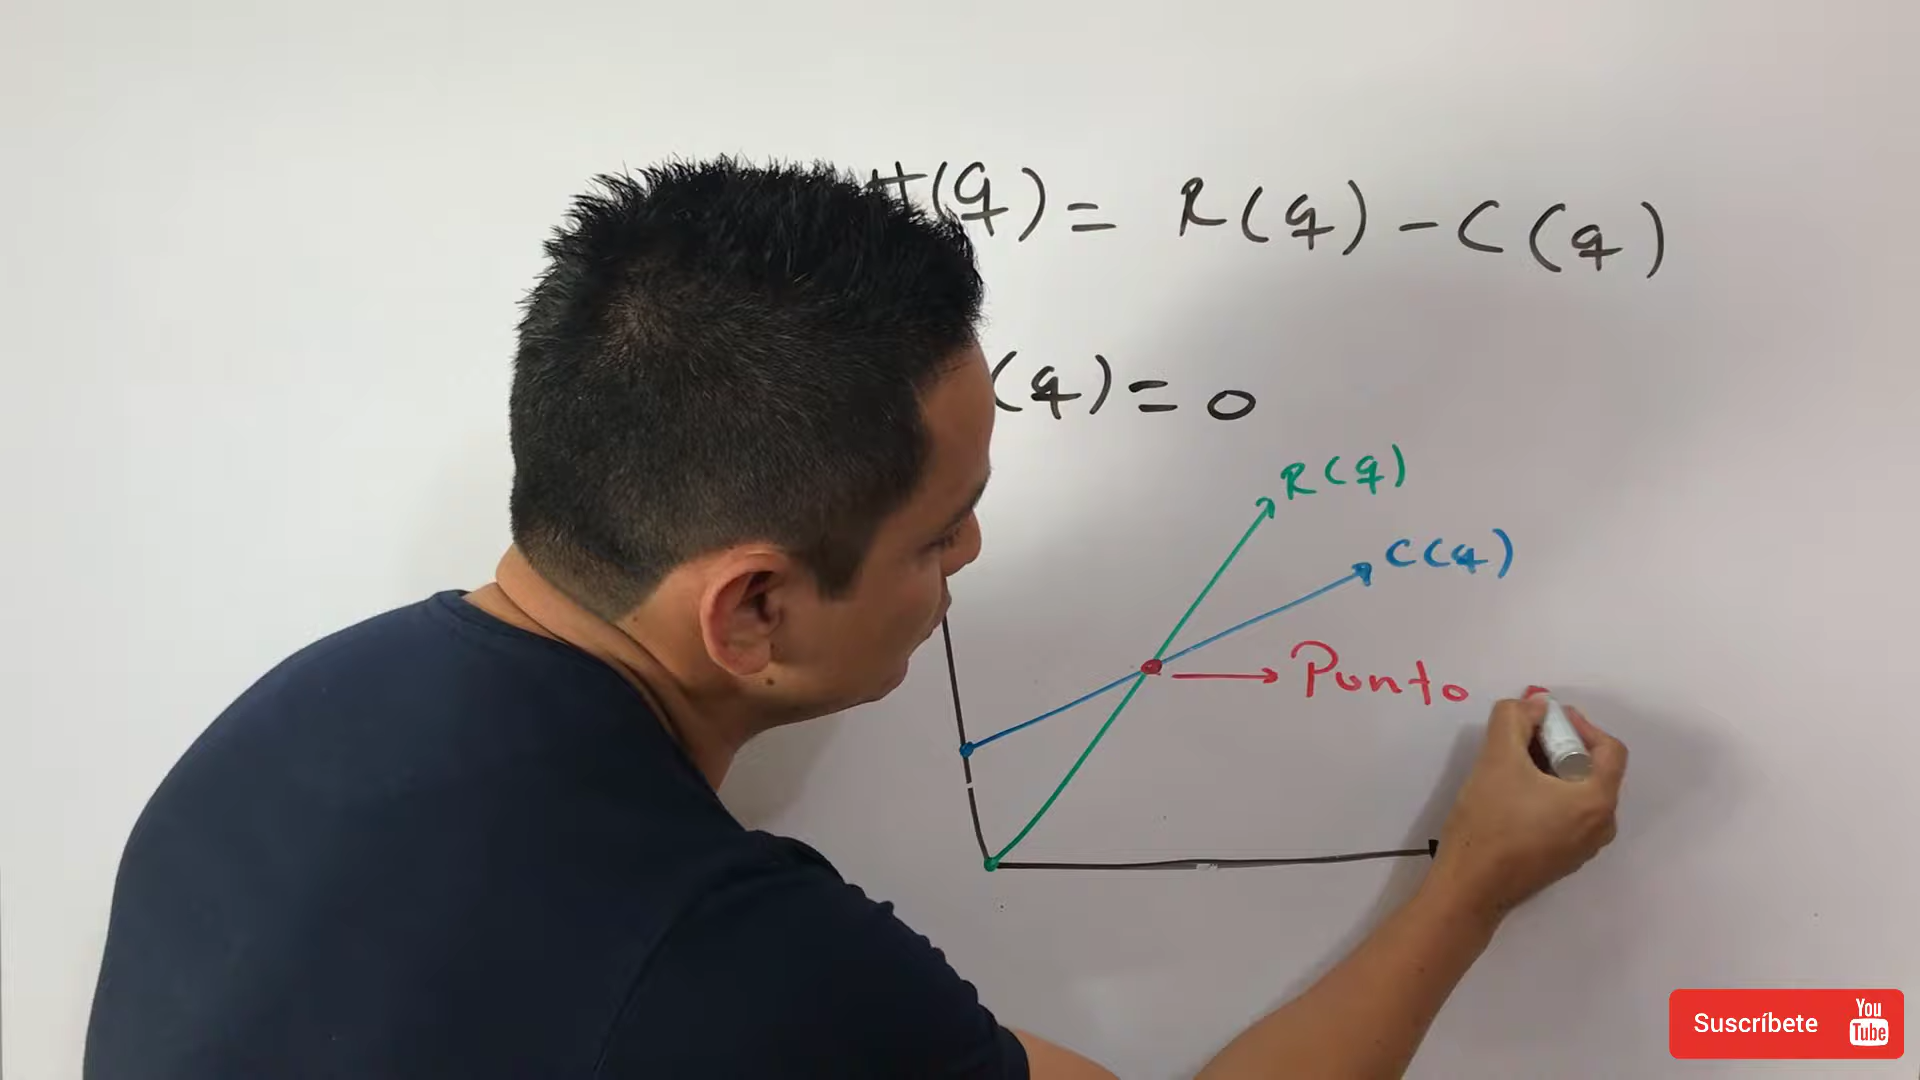 (q) = R(q) - C(q)
(q) = 0
R(q)
C(q)
Punto
Suscríbete
You
Tube